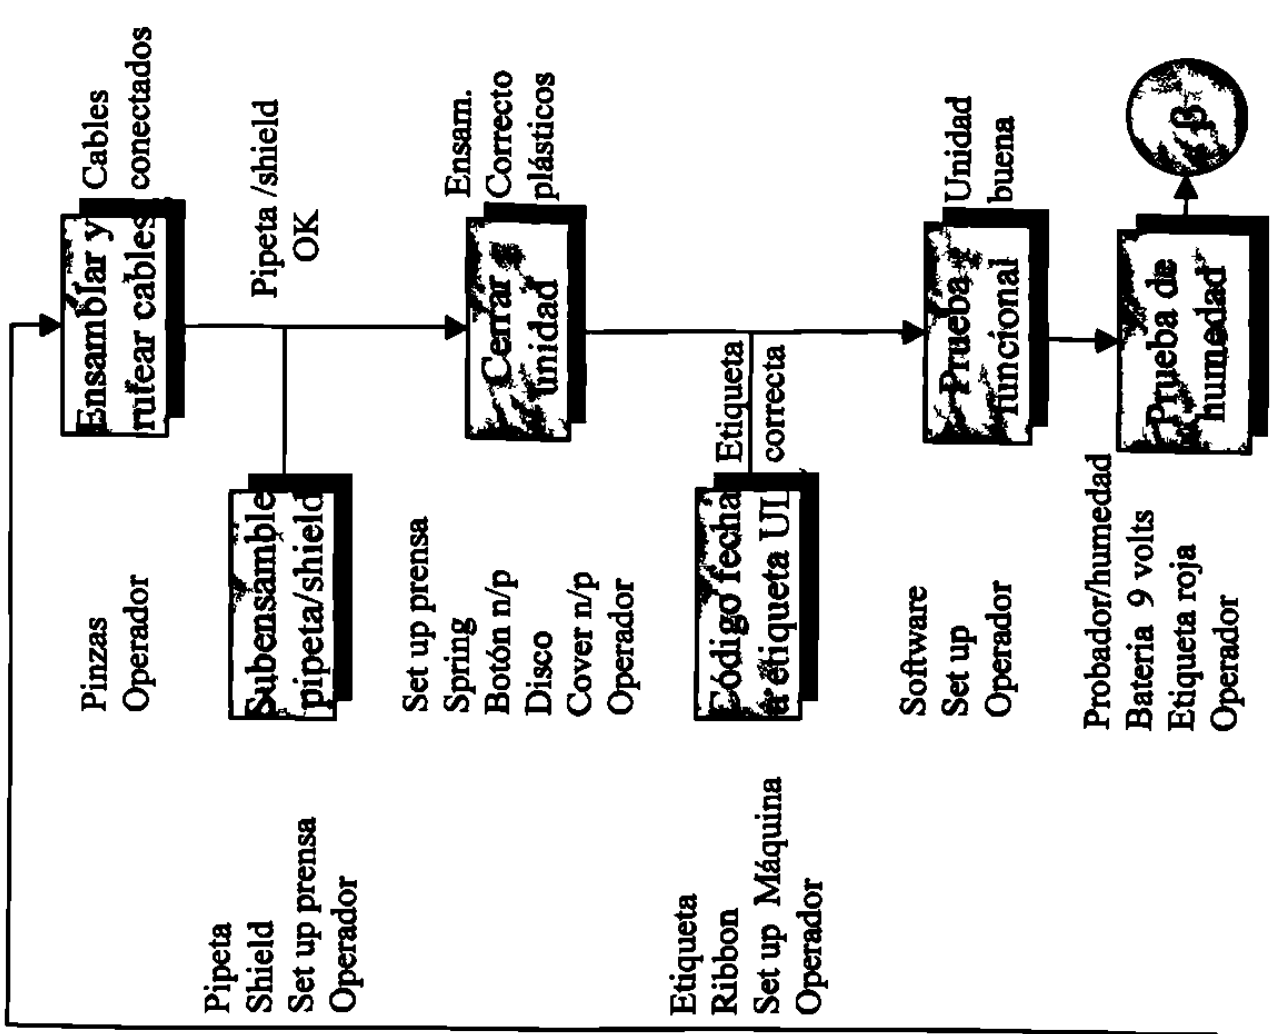 Ensamblar y
rutear cables
Cables
conectados
Pinzas
Operador
Pipeta /shield
OK
Subensamble
pipeta/shield
Pipeta
Shield
Set up prensa
Operador
Cerrar
unidad
Ensam.
Correcto
plásticos
Set up prensa
Spring
Botón n/p
Disco
Cover n/p
Operador
Etiqueta
correcta
Código fecha
a etiqueta UL
Etiqueta
Ribbon
Set up Máquina
Operador
Prueba
funcional
Unidad
buena
Software
Set up
Operador
Prueba de
humedad
Probador/humedad
Bateria 9 volts
Etiqueta roja
Operador
β